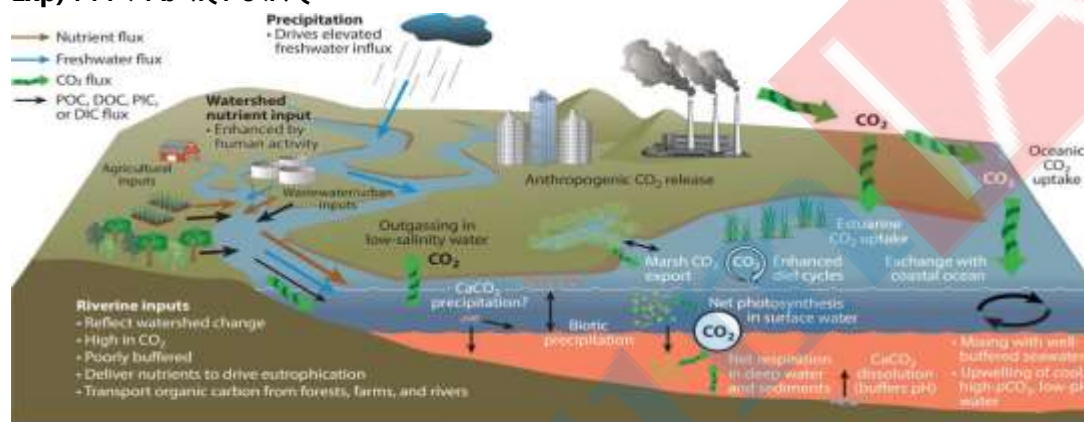 Nutrient flux
Freshwater flux
CO₂ flux
POC, DOC, PIC,
or DIC flux
Precipitation
• Drives elevated
freshwater influx
Watershed
nutrient input
• Enhanced by
human activity
Agricultural
inputs
Wastewater/urban
inputs
Anthropogenic CO₂ release
CO₂
CO₂
Oceanic
CO₂
uptake
Outgassing in
low-salinity water
CO₂
Estuarine
CO₂ uptake
Marsh CO₂
export
CO₂
Enhanced
diel cycles
Exchange with
coastal ocean
CaCO₃
precipitation?
Biotic
precipitation
Net photosynthesis
in surface water
CO₂
Net respiration
in deep water
and sediments
CaCO₃
dissolution
(buffers pH)
• Mixing with well-
buffered seawater
• Upwelling of cool,
high-pCO₂, low-p
water
Riverine inputs
• Reflect watershed change
• High in CO₂
• Poorly buffered
• Deliver nutrients to drive eutrophication
• Transport organic carbon from forests, farms, and rivers